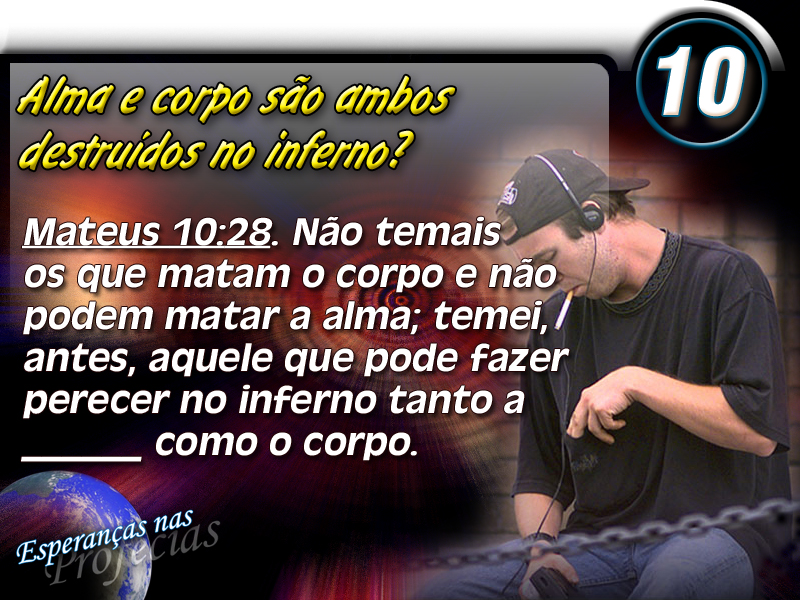 10
Alma e corpo são ambos
destruídos no inferno?
Mateus 10:28. Não temais
os que matam o corpo e não
podem matar a alma; temei,
antes, aquele que pode fazer
perecer no inferno tanto a
______ como o corpo.
Esperanças nas
Profecias